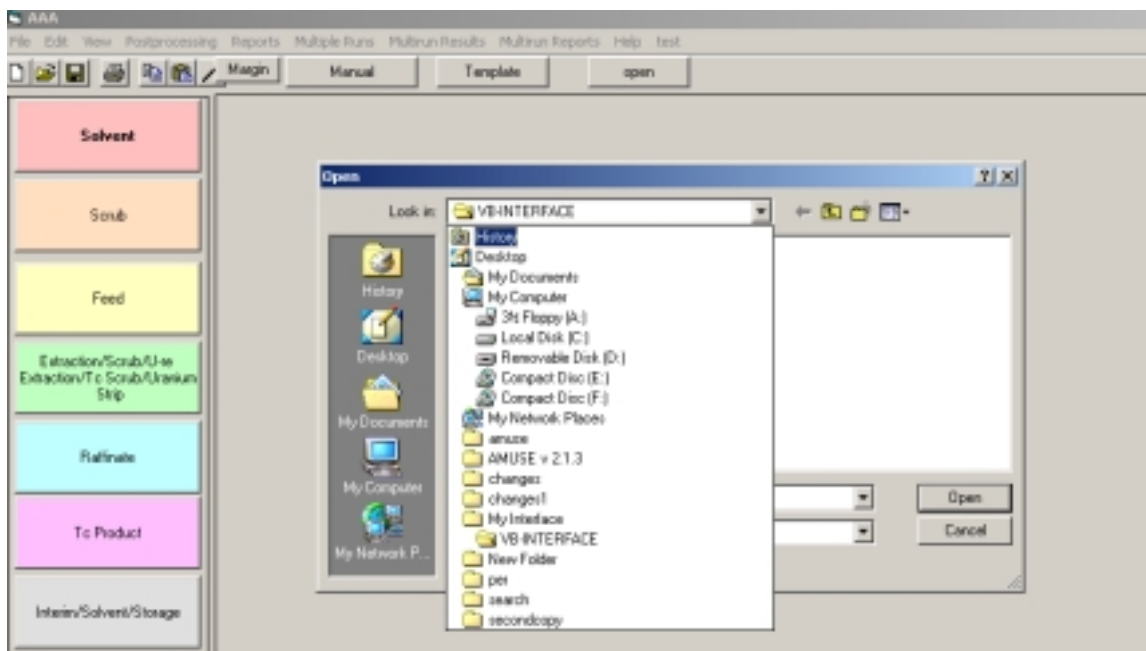 AAA
File Edit View Postprocessing Reports Multiple Runs Multirun Results Multirun Reports Help test
Margin Manual Template open
Solvent
Scrub
Feed
Extraction/Scrub/U-re
Extraction/Tc Scrub/Uranium
Strip
Raffinate
Tc Product
Interim/Solvent/Storage
Open
Look in: VB-INTERFACE
History
Desktop
My Documents
My Computer
My Network P...
History
Desktop
My Documents
My Computer
3½ Floppy (A:)
Local Disk (C:)
Removable Disk (D:)
Compact Disc (E:)
Compact Disc (F:)
My Network Places
amuse
AMUSE v 2.1.3
changes
changes1
My Interface
VB-INTERFACE
New Folder
per
search
secondcopy
Open
Cancel